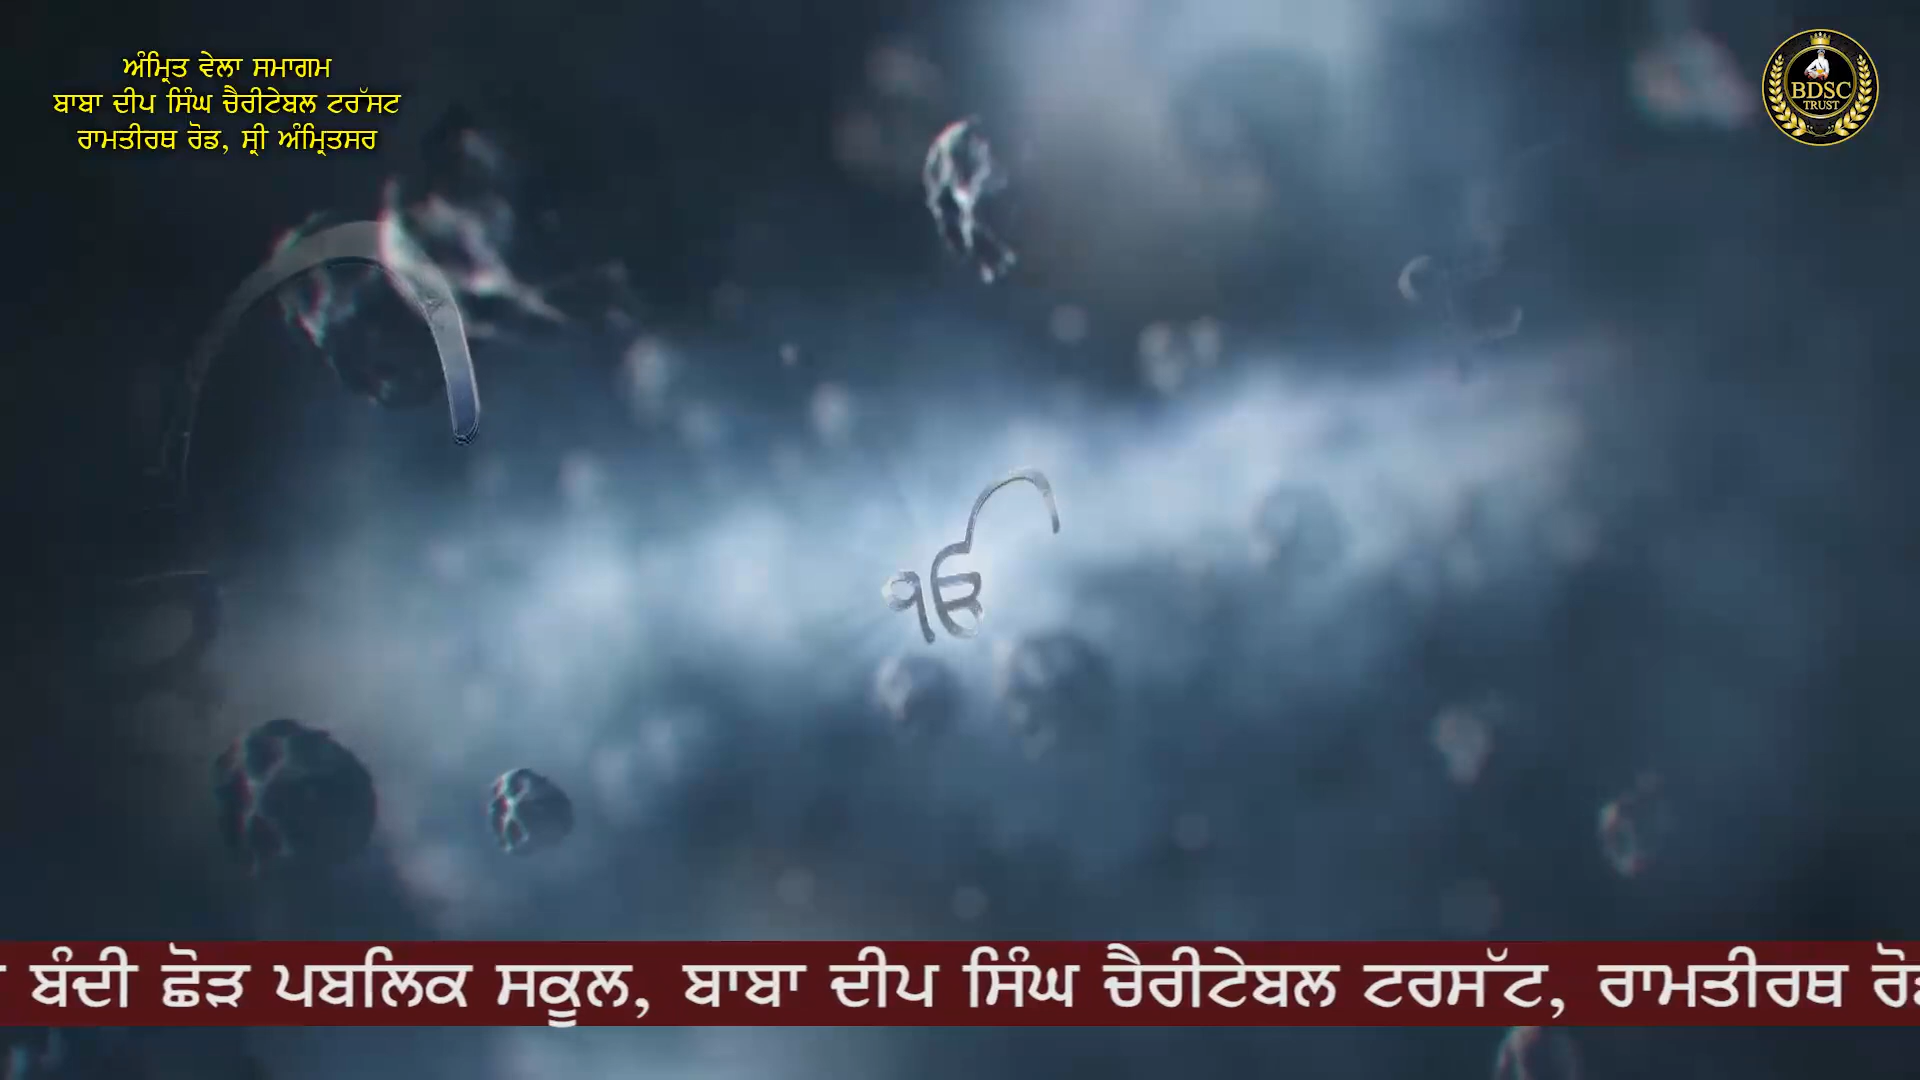 ਅੰਮ੍ਰਿਤ ਵੇਲਾ ਸਮਾਗਮ
ਬਾਬਾ ਦੀਪ ਸਿੰਘ ਚੈਰੀਟੇਬਲ ਟਰੱਸਟ
ਰਾਮਤੀਰਥ ਰੋਡ, ਸ੍ਰੀ ਅੰਮ੍ਰਿਤਸਰ
BDSC
TRUST
ੴ
ਬੰਦੀ ਛੋੜ ਪਬਲਿਕ ਸਕੂਲ, ਬਾਬਾ ਦੀਪ ਸਿੰਘ ਚੈਰੀਟੇਬਲ ਟਰਸੱਟ, ਰਾਮਤੀਰਥ